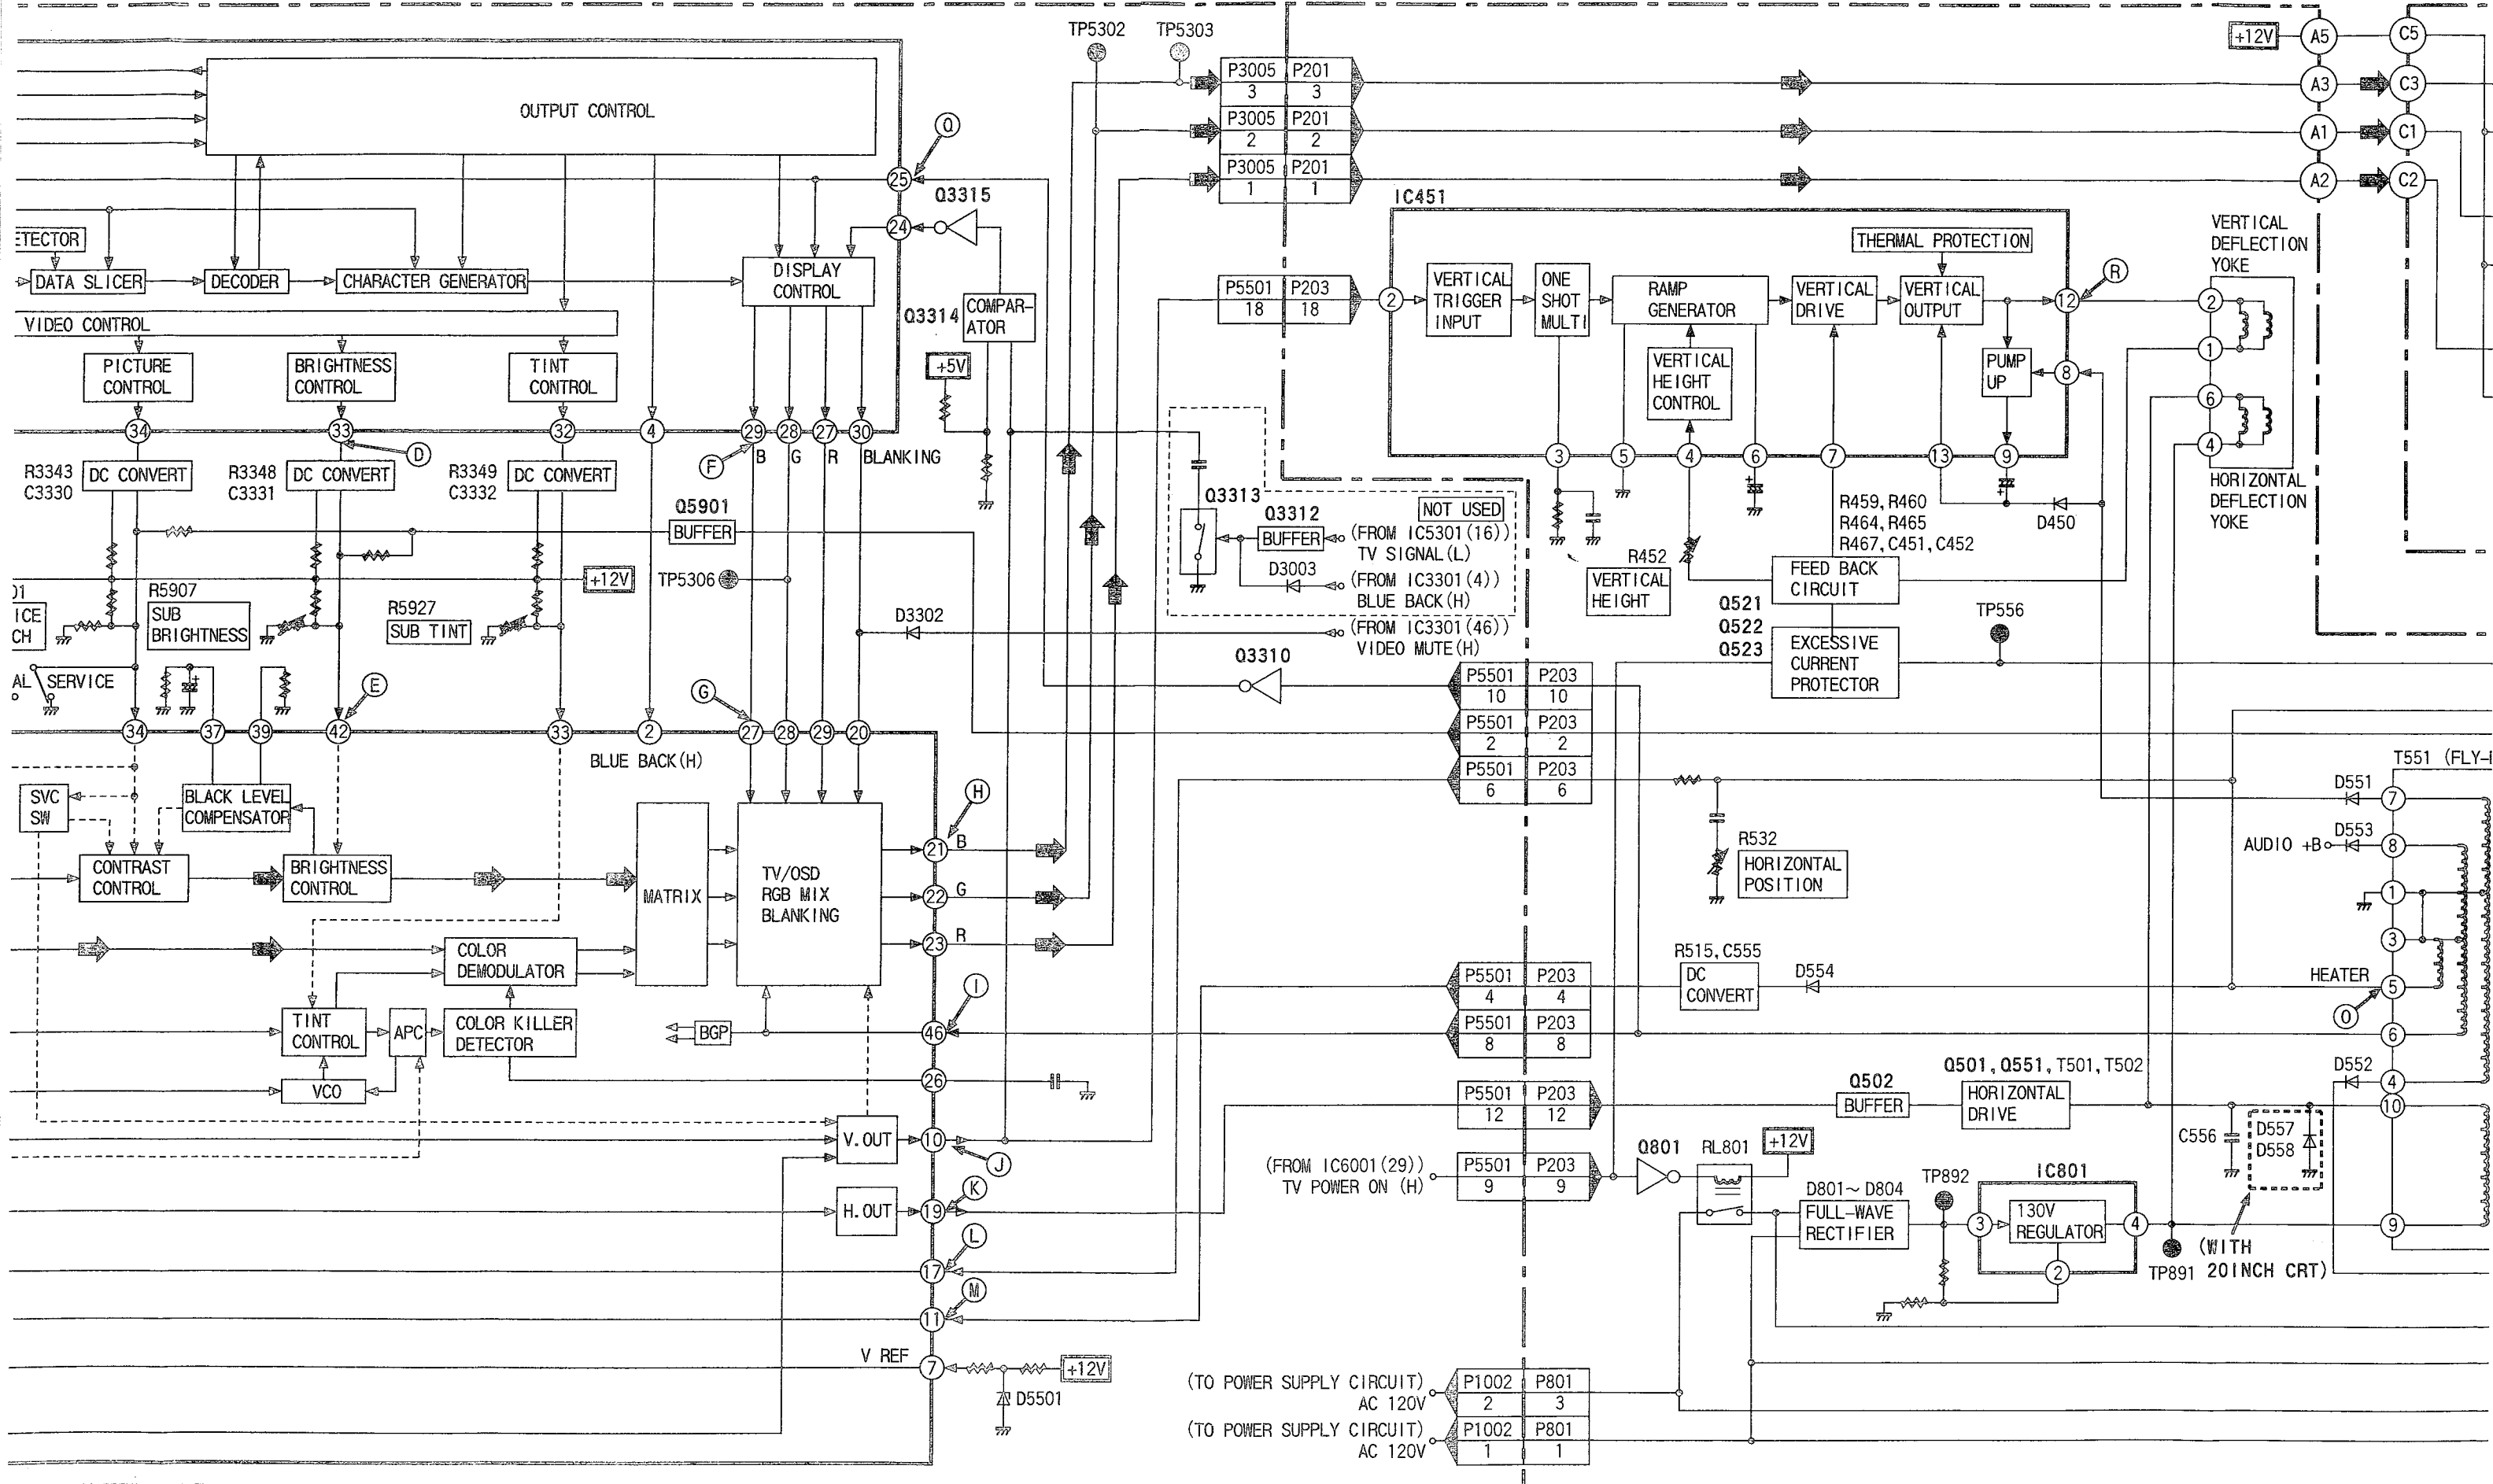 TP5302
TP5303
+12V
A5
C5
P3005
3
P201
3
A3
C3
OUTPUT CONTROL
P3005
2
P201
2
A1
C1
Q
P3005
1
P201
1
A2
C2
25
Q3315
IC451
24
ETECTOR
DATA SLICER
DECODER
CHARACTER GENERATOR
DISPLAY
CONTROL
THERMAL PROTECTION
VERTICAL
DEFLECTION
YOKE
P5501
18
P203
18
2
VERTICAL
TRIGGER
INPUT
ONE
SHOT
MULTI
RAMP
GENERATOR
VERTICAL
DRIVE
VERTICAL
OUTPUT
12
R
2
VIDEO CONTROL
Q3314
COMPAR-
ATOR
+5V
PICTURE
CONTROL
BRIGHTNESS
CONTROL
TINT
CONTROL
VERTICAL
HEIGHT
CONTROL
PUMP
UP
8
1
6
4
34
33
32
4
29
28
27
30
D
F
B
G
R
BLANKING
3
5
4
6
7
13
9
HORIZONTAL
DEFLECTION
YOKE
R3343
C3330
DC CONVERT
R3348
C3331
DC CONVERT
R3349
C3332
DC CONVERT
Q5901
BUFFER
Q3313
NOT USED
Q3312
BUFFER
(FROM IC5301(16))
TV SIGNAL(L)
D3003
(FROM IC3301(4))
BLUE BACK(H)
R459, R460
R464, R465
R467, C451, C452
D450
R452
VERTICAL
HEIGHT
FEED BACK
CIRCUIT
+12V
TP5306
01
ICE
CH
R5907
SUB
BRIGHTNESS
R5927
SUB TINT
D3302
(FROM IC3301(46))
VIDEO MUTE(H)
Q521
Q522
Q523
EXCESSIVE
CURRENT
PROTECTOR
TP556
AL
SERVICE
Q3310
P5501
10
P203
10
P5501
2
P203
2
P5501
6
P203
6
E
G
34
37
39
42
33
2
27
28
29
20
BLUE BACK(H)
T551 (FLY-
SVC
SW
BLACK LEVEL
COMPENSATOR
H
D551
7
D553
8
AUDIO +B
R532
HORIZONTAL
POSITION
CONTRAST
CONTROL
BRIGHTNESS
CONTROL
MATRIX
TV/OSD
RGB MIX
BLANKING
21
B
22
G
23
R
1
3
COLOR
DEMODULATOR
P5501
4
P203
4
R515, C555
DC
CONVERT
D554
HEATER
5
O
I
TINT
CONTROL
APC
COLOR KILLER
DETECTOR
BGP
46
P5501
8
P203
8
6
VCO
26
D552
4
P5501
12
P203
12
Q502
BUFFER
Q501, Q551, T501, T502
HORIZONTAL
DRIVE
10
V.OUT
10
J
C556
D557
D558
(FROM IC6001(29))
TV POWER ON (H)
P5501
9
P203
9
Q801
RL801
+12V
H.OUT
19
K
D801~ D804
FULL-WAVE
RECTIFIER
TP892
IC801
3
130V
REGULATOR
4
2
9
TP891
(WITH
20INCH CRT)
17
L
11
M
V REF
7
+12V
D5501
(TO POWER SUPPLY CIRCUIT)
AC 120V
P1002
2
P801
3
(TO POWER SUPPLY CIRCUIT)
AC 120V
P1002
1
P801
1